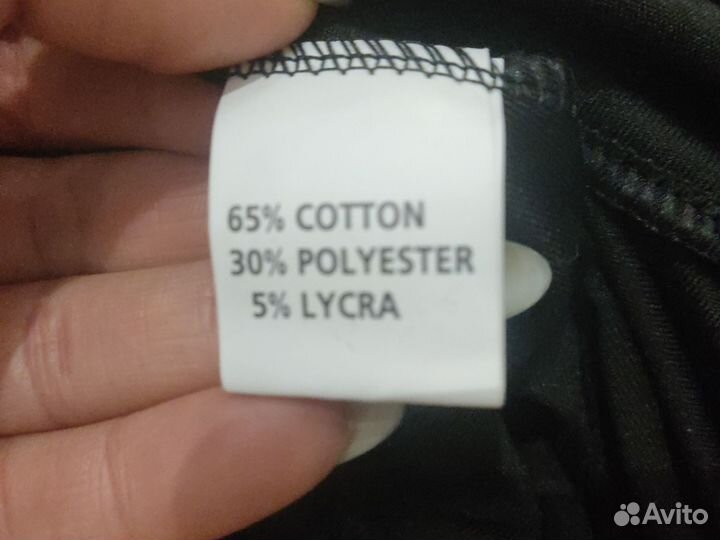 65% COTTON
30% POLYESTER
5% LYCRA
Avito